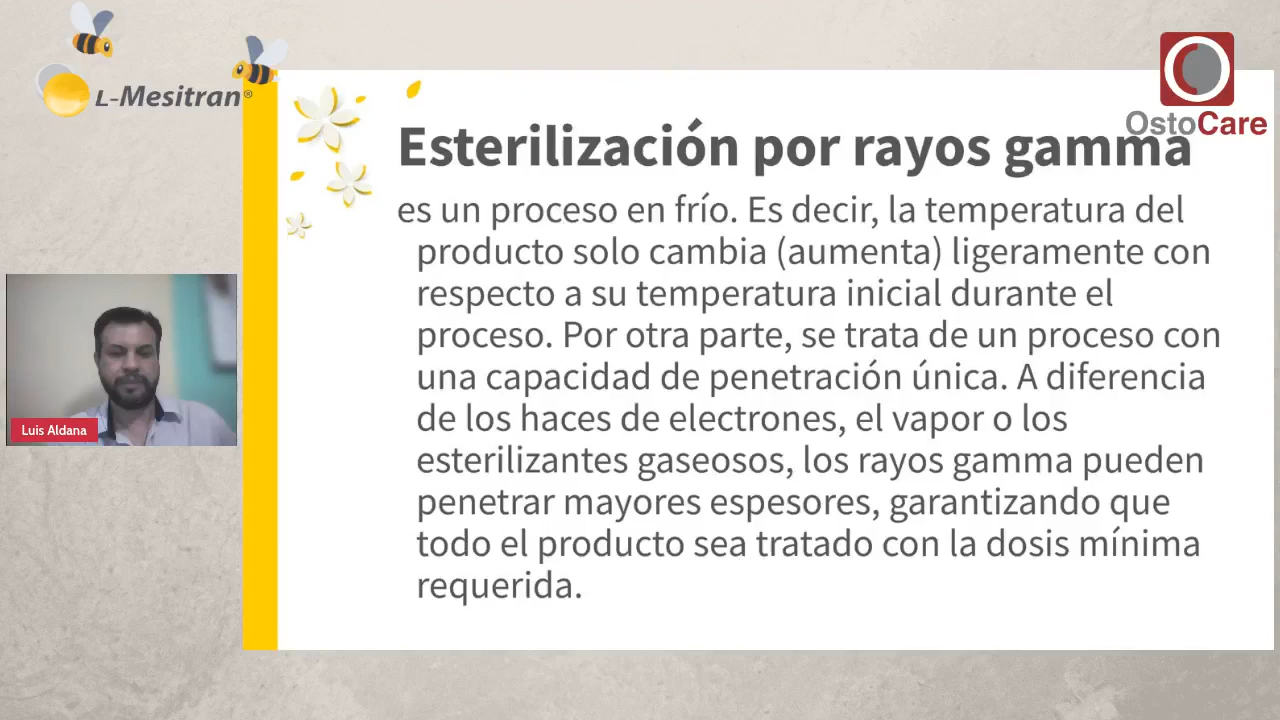 L-Mesitran®
OstoCare
Esterilización por rayos gamma
es un proceso en frío. Es decir, la temperatura del
producto solo cambia (aumenta) ligeramente con
respecto a su temperatura inicial durante el
proceso. Por otra parte, se trata de un proceso con
una capacidad de penetración única. A diferencia
de los haces de electrones, el vapor o los
esterilizantes gaseosos, los rayos gamma pueden
penetrar mayores espesores, garantizando que
todo el producto sea tratado con la dosis mínima
requerida.
Luis Aldana